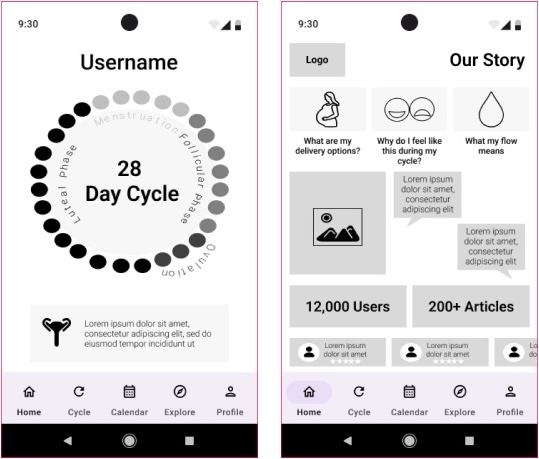 9:30
Username
Menstruation
Follicular Phase
Ovulation
Luteal Phase
28
Day Cycle
Lorem ipsum dolor sit amet,
consectetur adipiscing elit, sed do
eiusmod tempor incididunt ut
Home
Cycle
Calendar
Explore
Profile
9:30
Logo
Our Story
What are my
delivery options?
Why do I feel like
this during my
cycle?
What my flow
means
Lorem ipsum
dolor sit amet,
consectetur
adipiscing elit
Lorem ipsum
dolor sit amet,
consectetur
adipiscing elit
12,000 Users
200+ Articles
Lorem ipsum
dolor sit amet
Lorem ipsum
dolor sit amet
Lo
do
Home
Cycle
Calendar
Explore
Profile